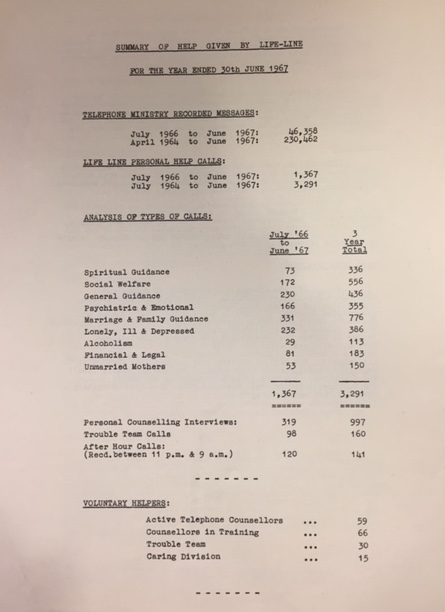 SUMMARY OF HELP GIVEN BY LIFE-LINE
FOR THE YEAR ENDED 30th JUNE 1967
TELEPHONE MINISTRY RECORDED MESSAGES:
July 1966 to June 1967: 46,358
April 1964 to June 1967: 230,462
LIFE LINE PERSONAL HELP CALLS:
July 1966 to June 1967: 1,367
July 1964 to June 1967: 3,291
ANALYSIS OF TYPES OF CALLS:
July '66 3
to Year
June '67 Total
Spiritual Guidance 73 336
Social Welfare 172 556
General Guidance 230 436
Psychiatric & Emotional 166 355
Marriage & Family Guidance 331 776
Lonely, Ill & Depressed 232 386
Alcoholism 29 113
Financial & Legal 81 183
Unmarried Mothers 53 150
1,367 3,291
Personal Counselling Interviews: 319 997
Trouble Team Calls 98 160
After Hour Calls:
(Recd.between 11 p.m. & 9 a.m.) 120 141
VOLUNTARY HELPERS:
Active Telephone Counsellors ... 59
Counsellors in Training ... 66
Trouble Team ... 30
Caring Division ... 15